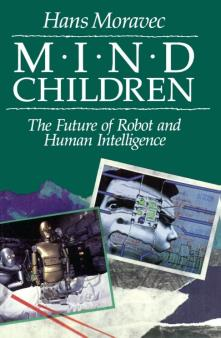 Hans Moravec
M·I·N·D
CHILDREN
The Future of Robot and
Human Intelligence